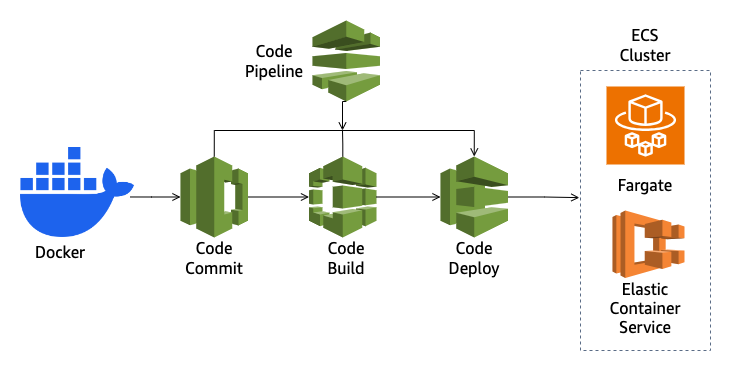 Code
Pipeline
ECS
Cluster
Fargate
Docker
Code
Commit
Code
Build
Code
Deploy
Elastic
Container
Service